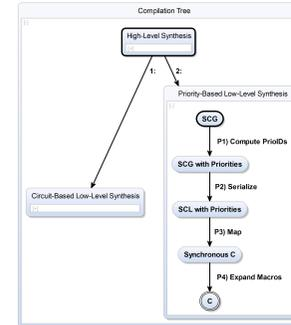 Compilation Tree
[-]
High-Level Synthesis
[+]
1:
2:
Priority-Based Low-Level Synthesis
[-]
SCG
P1) Compute PrioIDs
SCG with Priorities
P2) Serialize
Circuit-Based Low-Level Synthesis
[+]
SCL with Priorities
P3) Map
Synchronous C
P4) Expand Macros
C